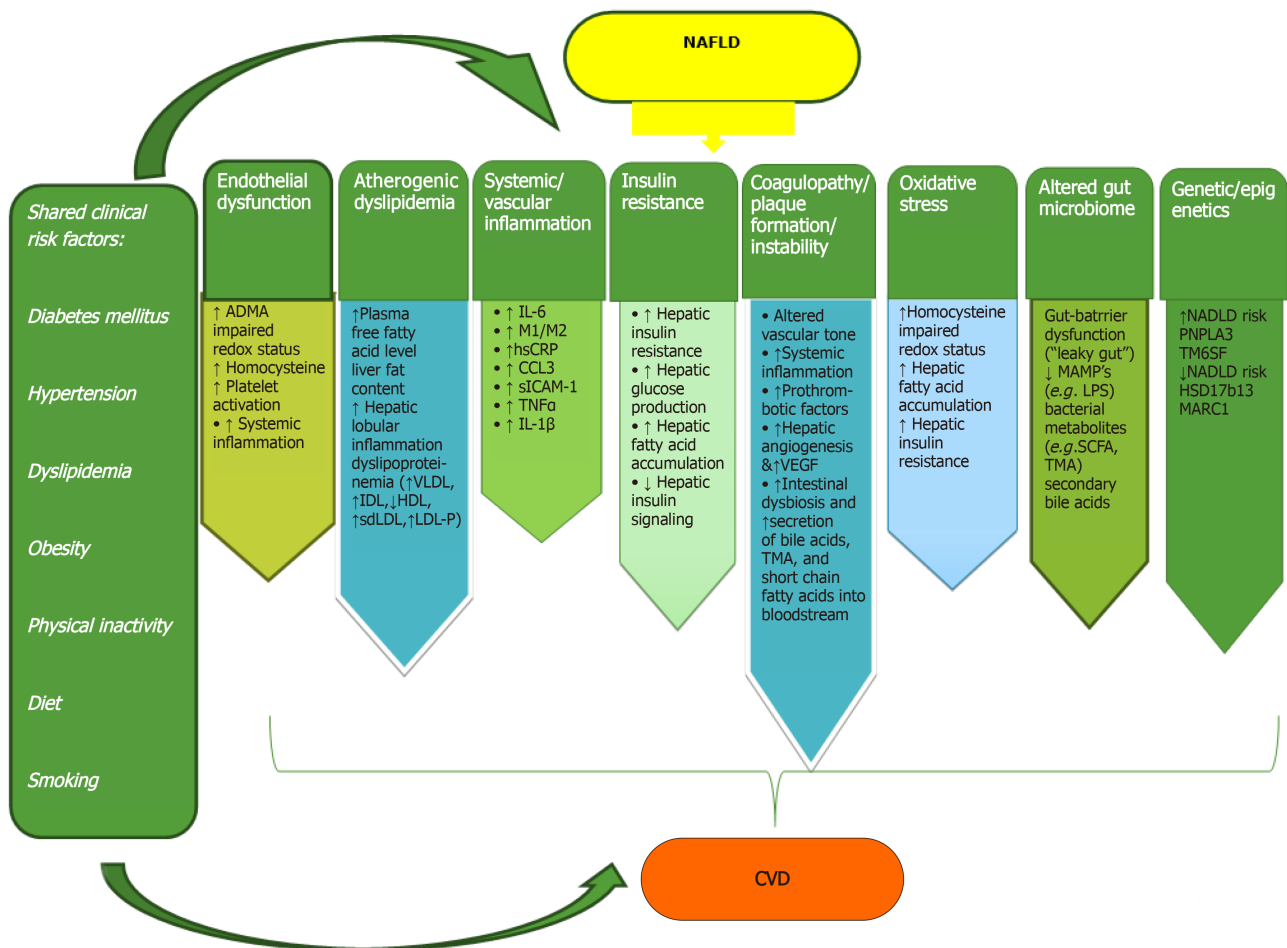 NAFLD
Shared clinical
risk factors:
Diabetes mellitus
Hypertension
Dyslipidemia
Obesity
Physical inactivity
Diet
Smoking
Endothelial
dysfunction
↑ ADMA
impaired
redox status
↑ Homocysteine
↑ Platelet
activation
• ↑ Systemic
inflammation
Atherogenic
dyslipidemia
↑Plasma
free fatty
acid level
liver fat
content
↑ Hepatic
lobular
inflammation
dyslipoprotei-
nemia (↑VLDL,
↑IDL,↓HDL,
↑sdLDL,↑LDL-P)
Systemic/
vascular
inflammation
• ↑ IL-6
• ↑ M1/M2
• ↑hsCRP
• ↑ CCL3
• ↑ sICAM-1
• ↑ TNFα
• ↑ IL-1β
Insulin
resistance
• ↑ Hepatic
insulin
resistance
• ↑ Hepatic
glucose
production
• ↑ Hepatic
fatty acid
accumulation
• ↓ Hepatic
insulin
signaling
Coagulopathy/
plaque
formation/
instability
• Altered
vascular tone
• ↑Systemic
inflammation
• ↑Prothrom-
botic factors
• ↑Hepatic
angiogenesis
&↑VEGF
• ↑Intestinal
dysbiosis and
↑secretion
of bile acids,
TMA, and
short chain
fatty acids into
bloodstream
Oxidative
stress
↑Homocysteine
impaired
redox status
↑ Hepatic
fatty acid
accumulation
↑ Hepatic
insulin
resistance
Altered gut
microbiome
Gut-batrrier
dysfunction
(“leaky gut”)
↓ MAMP’s
(e.g. LPS)
bacterial
metabolites
(e.g.SCFA,
TMA)
secondary
bile acids
Genetic/epig
enetics
↑NADLD risk
PNPLA3
TM6SF
↓NADLD risk
HSD17b13
MARC1
CVD